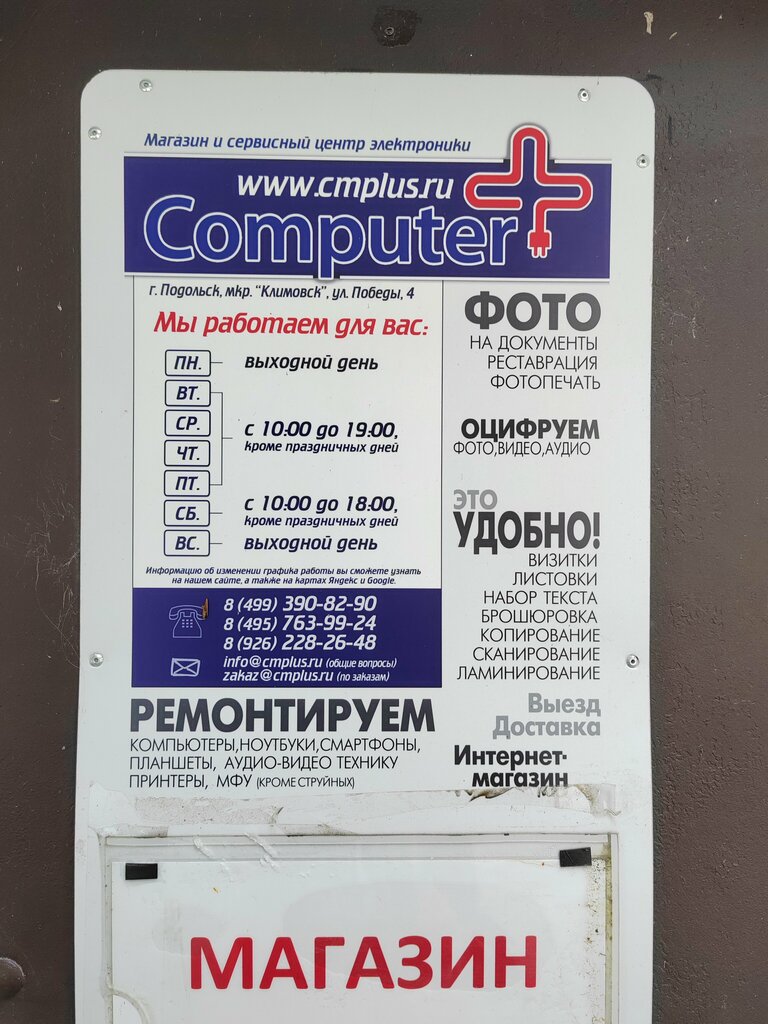 Магазин и сервисный центр электроники
www.cmplus.ru
Computer
г. Подольск, мкр. "Климовск", ул. Победы, 4
Мы работаем для вас:
ПН. выходной день
ВТ.
СР.
ЧТ.
ПТ.
с 10:00 до 19:00,
кроме праздничных дней
СБ.
с 10:00 до 18:00,
кроме праздничных дней
ВС. выходной день
Информацию об изменении графика работы вы сможете узнать
на нашем сайте, а также на картах Яндекс и Google.
8 (499) 390-82-90
8 (495) 763-99-24
8 (926) 228-26-48
info@cmplus.ru (общие вопросы)
zakaz@cmplus.ru (по заказам)
ФОТО
НА ДОКУМЕНТЫ
РЕСТАВРАЦИЯ
ФОТОПЕЧАТЬ
ОЦИФРУЕМ
ФОТО,ВИДЕО,АУДИО
ЭТО
УДОБНО!
ВИЗИТКИ
ЛИСТОВКИ
НАБОР ТЕКСТА
БРОШЮРОВКА
КОПИРОВАНИЕ
СКАНИРОВАНИЕ
ЛАМИНИРОВАНИЕ
Выезд
Доставка
Интернет-
магазин
РЕМОНТИРУЕМ
КОМПЬЮТЕРЫ,НОУТБУКИ,СМАРТФОНЫ,
ПЛАНШЕТЫ, АУДИО-ВИДЕО ТЕХНИКУ
ПРИНТЕРЫ, МФУ (КРОМЕ СТРУЙНЫХ)
МАГАЗИН